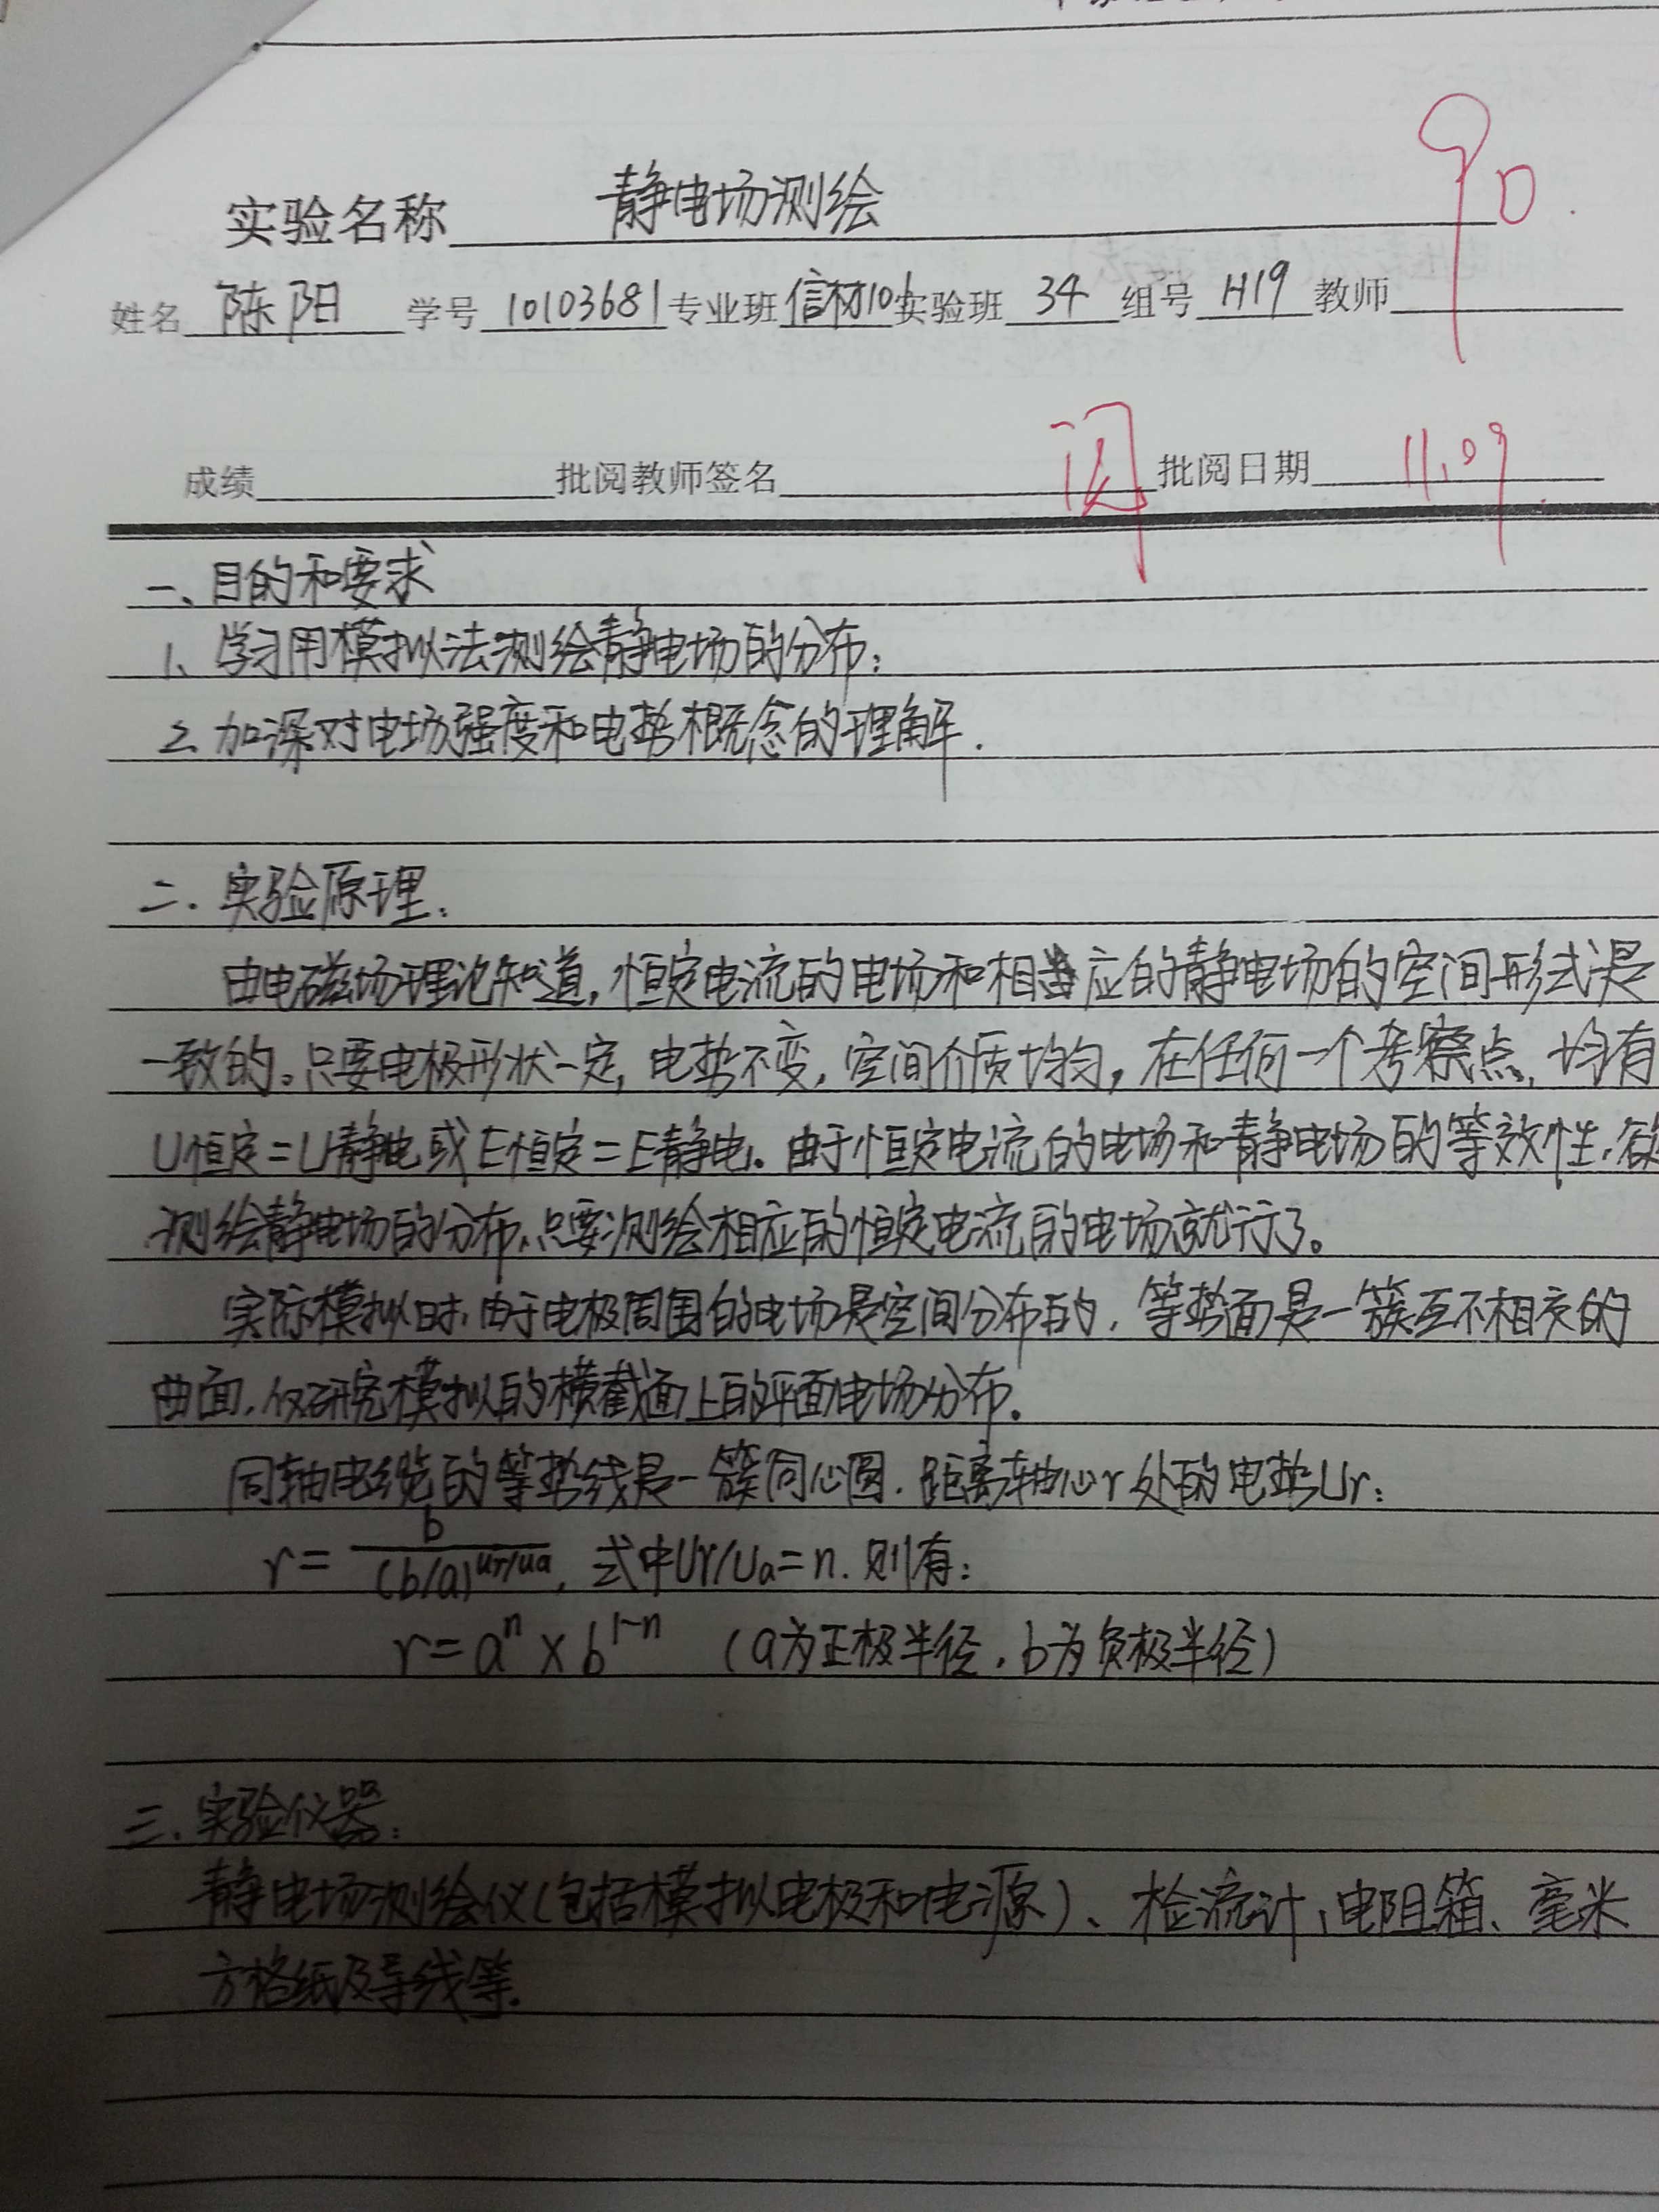 实验名称 静电场测绘 90
姓名 陈阳 学号 10103681 专业班 信材101 实验班 34 组号 H19 教师
成绩 批阅教师签名 阅 批阅日期 11.09
一、目的和要求
1、学习用模拟法测绘静电场的分布;
2、加深对电场强度和电势概念的理解.
二.实验原理:
由电磁场理论知道,恒定电流的电场和相应的静电场的空间形式是
一致的。只要电极形状一定,电势不变,空间介质均匀,在任何一个考察点,均有
U恒定=U静电或E恒定=E静电。由于恒定电流的电场和静电场的等效性,欲
测绘静电场的分布,只要测绘相应的恒定电流的电场就行了。
实际模拟时,由于电极周围的电场是空间分布的,等势面是一簇互不相交的
曲面,仅研究模拟的横截面上的平面电场分布。
同轴电缆的等势线是一簇同心圆.距离轴心r处的电势Ur:
r=b/(b/a)^(Ur/Ua),式中Ur/Ua=n.则有:
r=a^n×b^(1-n) (a为正极半径,b为负极半径)
三.实验仪器:
静电场测绘仪(包括模拟电极和电源)、检流计、电阻箱、毫米
方格纸及导线等.